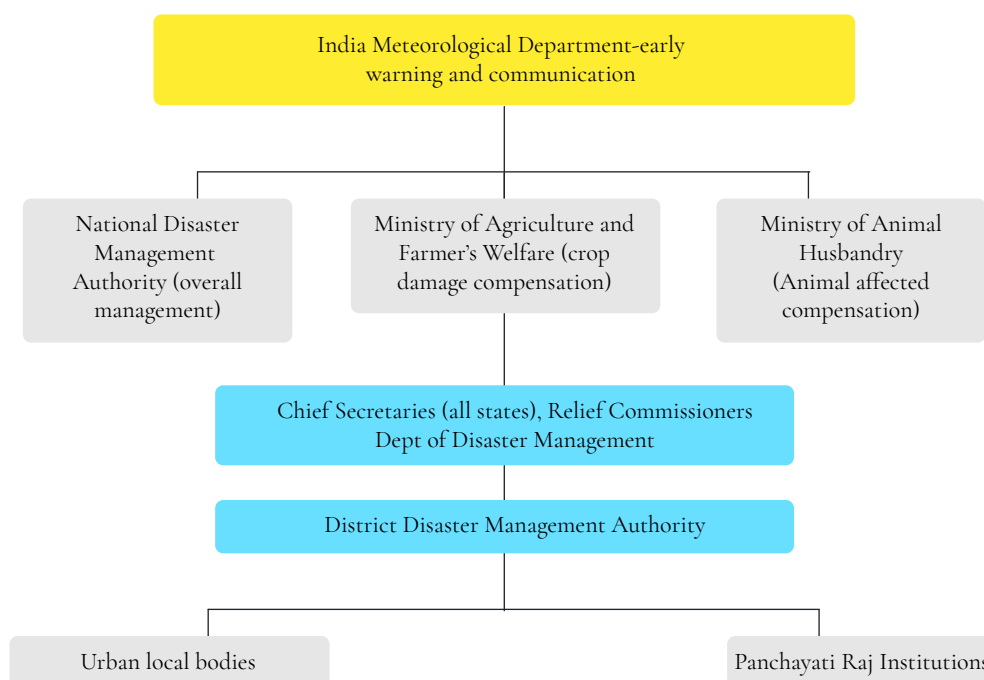 India Meteorological Department-early
warning and communication
National Disaster
Management
Authority (overall
management)
Ministry of Agriculture and
Farmer's Welfare (crop
damage compensation)
Ministry of Animal
Husbandry
(Animal affected
compensation)
Chief Secretaries (all states), Relief Commissioners
Dept of Disaster Management
District Disaster Management Authority
Urban local bodies
Panchayati Raj Institutions